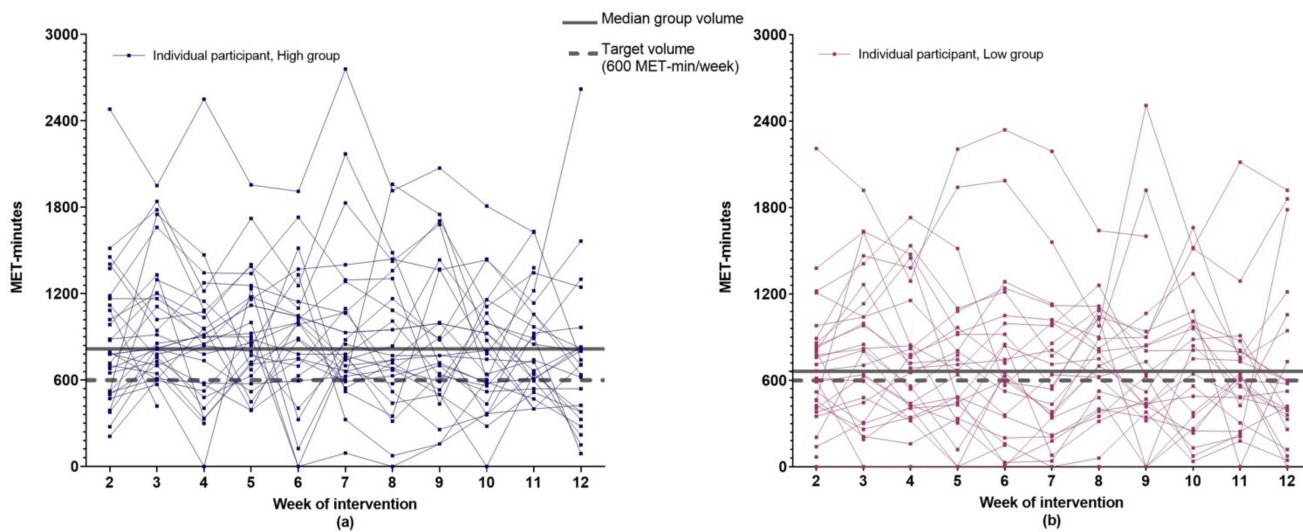 Median group volume
Target volume
(600 MET-min/week)
Individual participant, High group
MET-minutes
3000
2400
1800
1200
600
0
2 3 4 5 6 7 8 9 10 11 12
Week of intervention
(a)
Individual participant, Low group
MET-minutes
3000
2400
1800
1200
600
0
2 3 4 5 6 7 8 9 10 11 12
Week of intervention
(b)